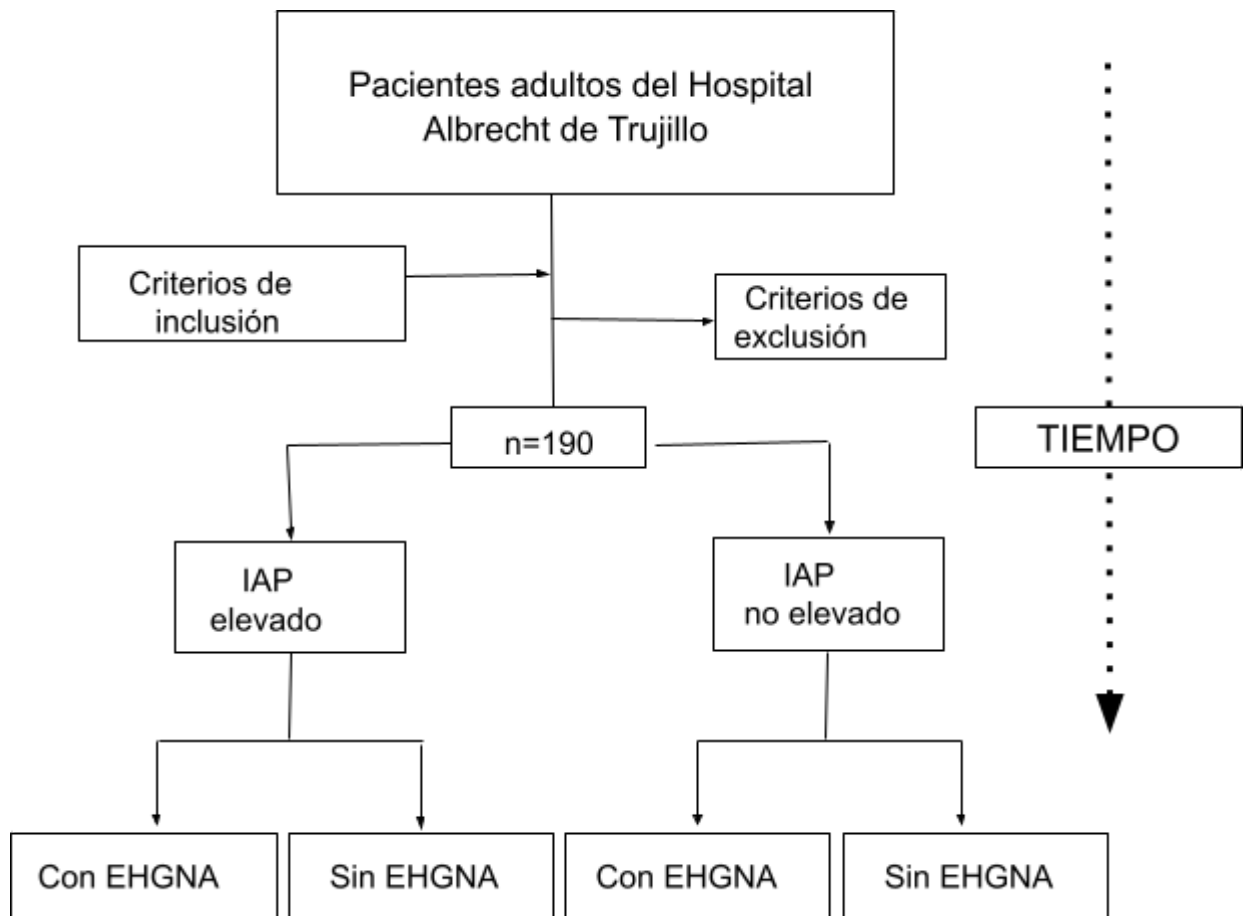 Pacientes adultos del Hospital
Albrecht de Trujillo
Criterios de
inclusión
Criterios de
exclusión
n=190
TIEMPO
IAP
elevado
IAP
no elevado
Con EHGNA
Sin EHGNA
Con EHGNA
Sin EHGNA